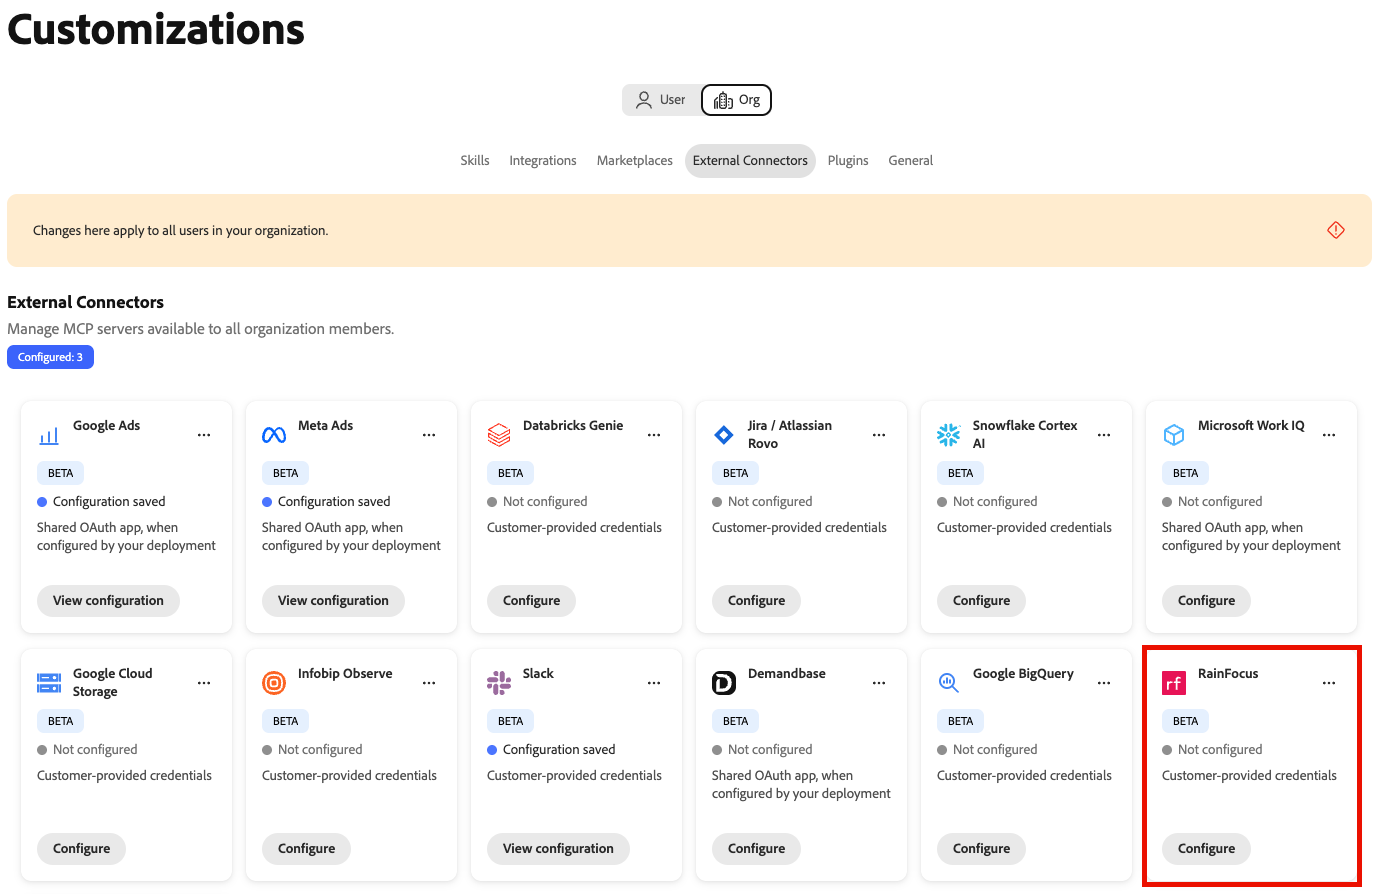 Customizations
User
Org
Skills
Integrations
Marketplaces
External Connectors
Plugins
General
Changes here apply to all users in your organization.
External Connectors
Manage MCP servers available to all organization members.
Configured: 3
Google Ads
BETA
Configuration saved
Shared OAuth app, when
configured by your deployment
View configuration
Meta Ads
BETA
Configuration saved
Shared OAuth app, when
configured by your deployment
View configuration
Databricks Genie
BETA
Not configured
Customer-provided credentials
Configure
Jira / Atlassian
Rovo
BETA
Not configured
Customer-provided credentials
Configure
Snowflake Cortex
AI
BETA
Not configured
Customer-provided credentials
Configure
Microsoft Work IQ
BETA
Not configured
Shared OAuth app, when
configured by your deployment
Configure
Google Cloud
Storage
BETA
Not configured
Customer-provided credentials
Configure
Infobip Observe
BETA
Not configured
Customer-provided credentials
Configure
Slack
BETA
Configuration saved
Customer-provided credentials
View configuration
Demandbase
BETA
Not configured
Shared OAuth app, when
configured by your deployment
Configure
Google BigQuery
BETA
Not configured
Customer-provided credentials
Configure
rf
RainFocus
BETA
Not configured
Customer-provided credentials
Configure